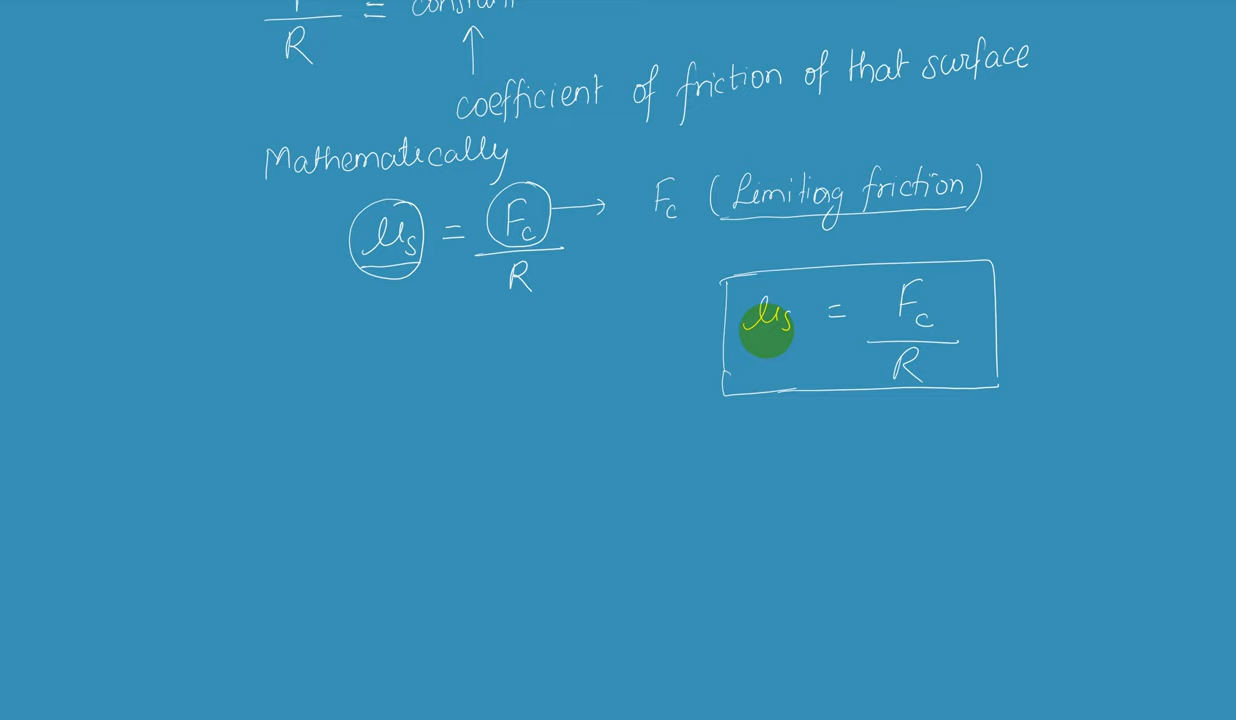 R = constant
coefficient of friction of that surface
Mathematically
μs = Fc / R → Fc (Limiting friction)
μs = Fc / R